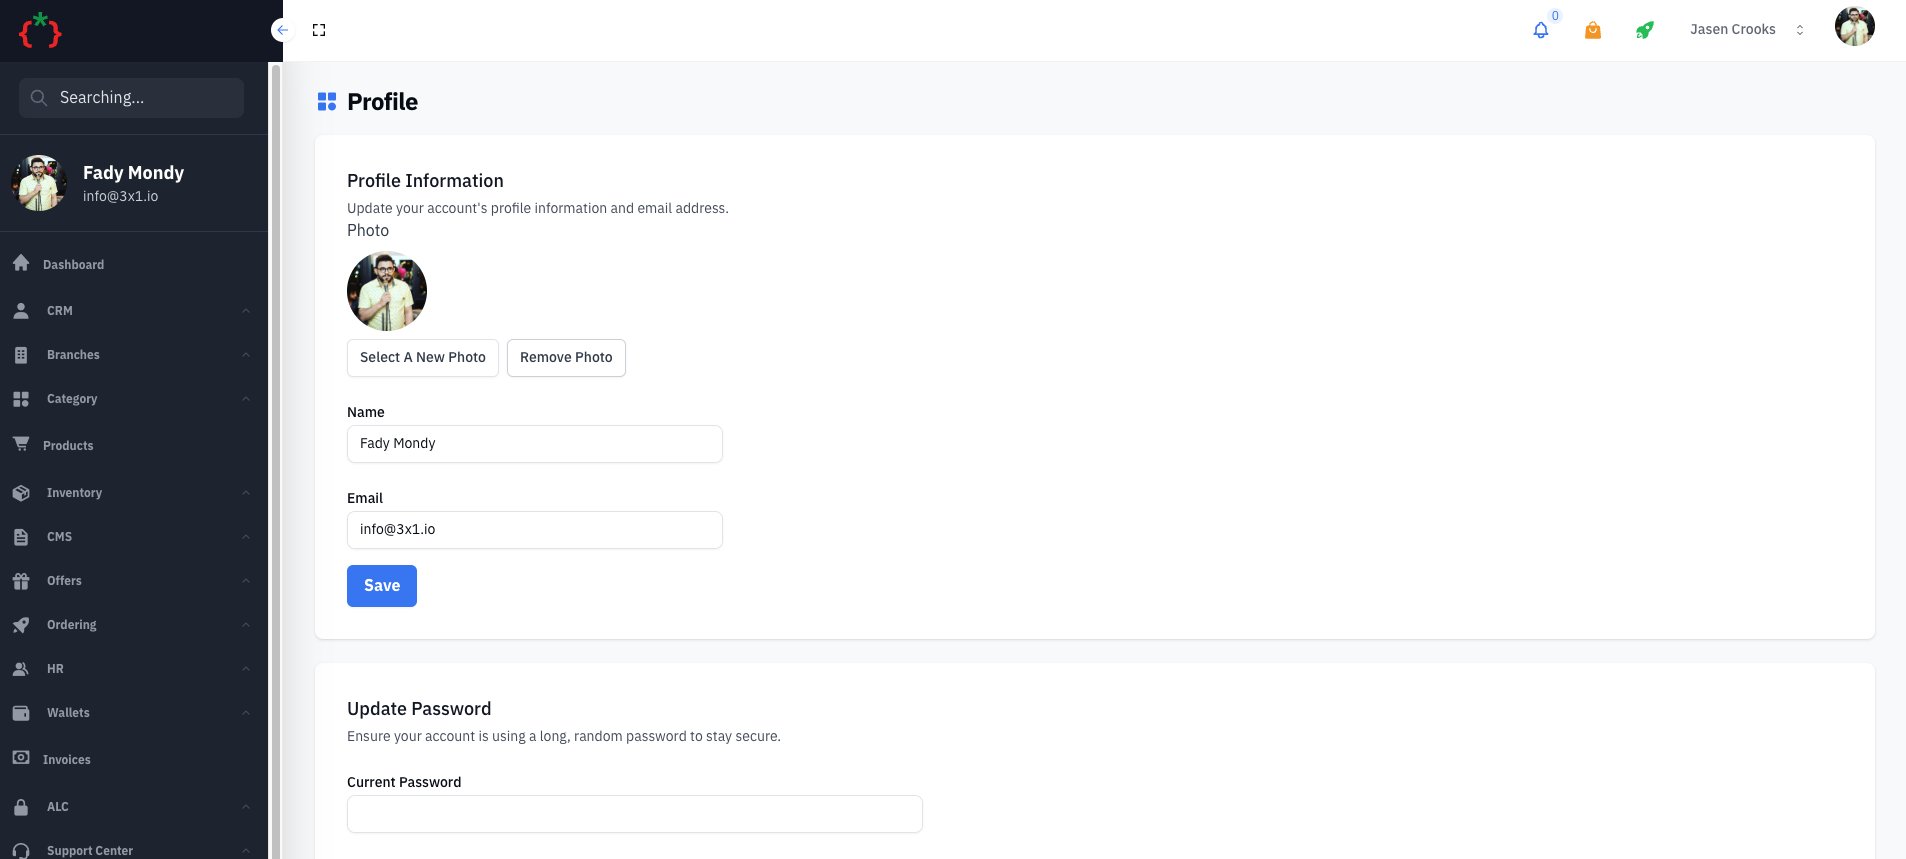 0
Jasen Crooks
Searching...
Fady Mondy
info@3x1.io
Dashboard
CRM
Branches
Category
Products
Inventory
CMS
Offers
Ordering
HR
Wallets
Invoices
ALC
Support Center
Profile
Profile Information
Update your account's profile information and email address.
Photo
Select A New Photo Remove Photo
Name
Fady Mondy
Email
info@3x1.io
Save
Update Password
Ensure your account is using a long, random password to stay secure.
Current Password